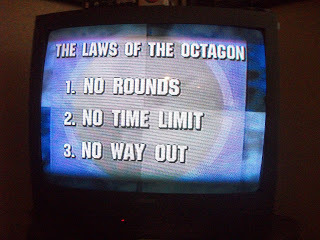 THE LAWS OF THE OCTAGON
1. NO ROUNDS
2. NO TIME LIMIT
3. NO WAY OUT